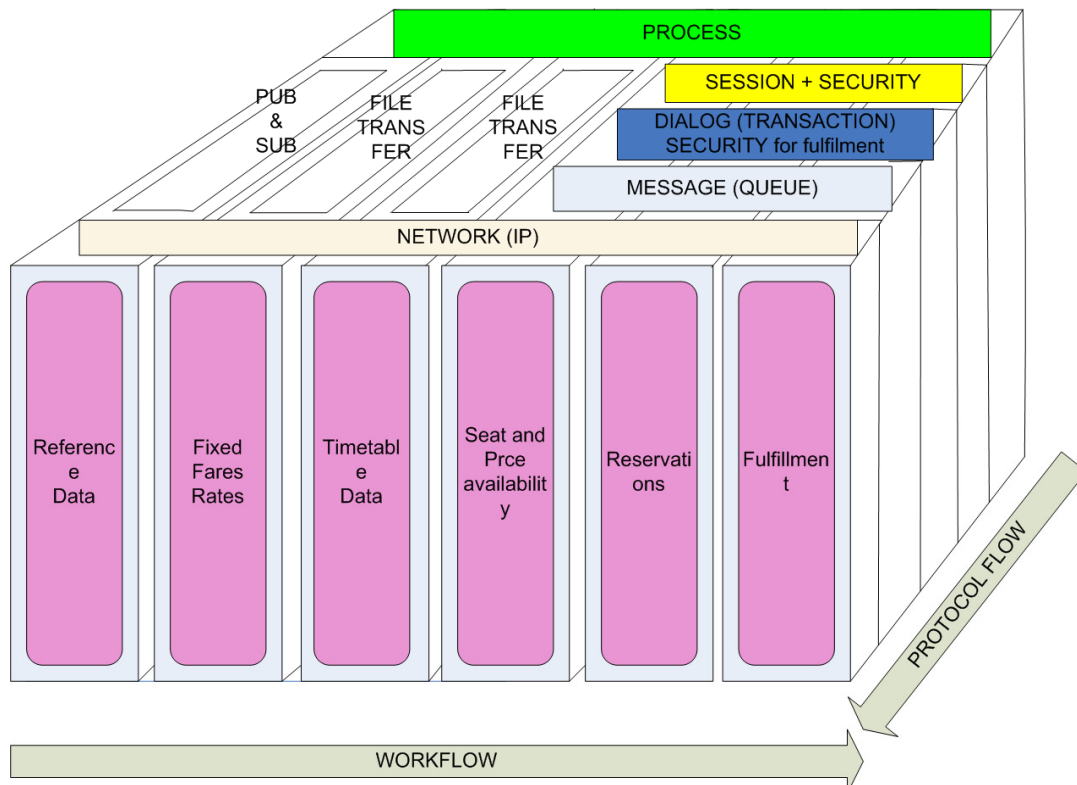 PROCESS
SESSION + SECURITY
PUB
&
SUB
FILE
TRANS
FER
FILE
TRANS
FER
DIALOG (TRANSACTION)
SECURITY for fulfilment
MESSAGE (QUEUE)
NETWORK (IP)
Referenc
e
Data
Fixed
Fares
Rates
Timetabl
e
Data
Seat and
Prce
availabilit
y
Reservati
ons
Fulfillmen
t
PROTOCOL FLOW
WORKFLOW